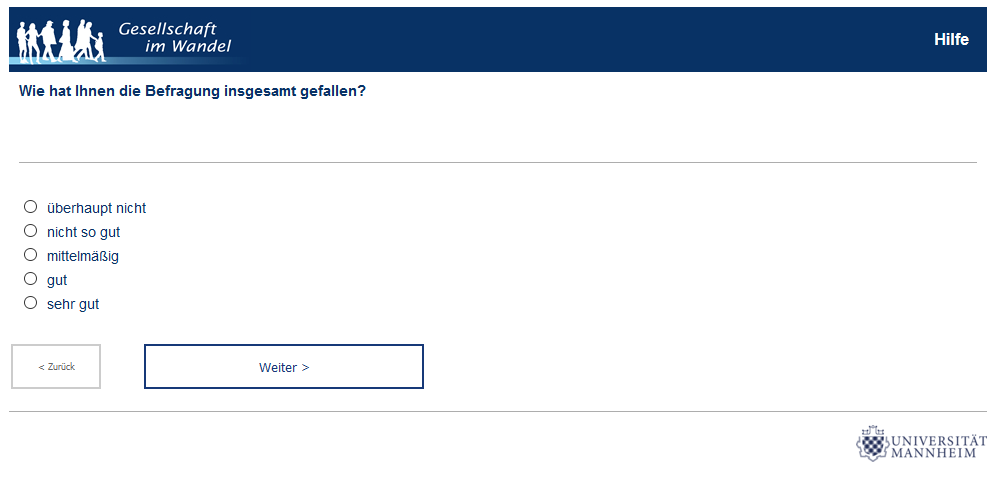 Gesellschaft
im Wandel
Hilfe
Wie hat Ihnen die Befragung insgesamt gefallen?
überhaupt nicht
nicht so gut
mittelmäßig
gut
sehr gut
< Zurück
Weiter >
UNIVERSITÄT
MANNHEIM